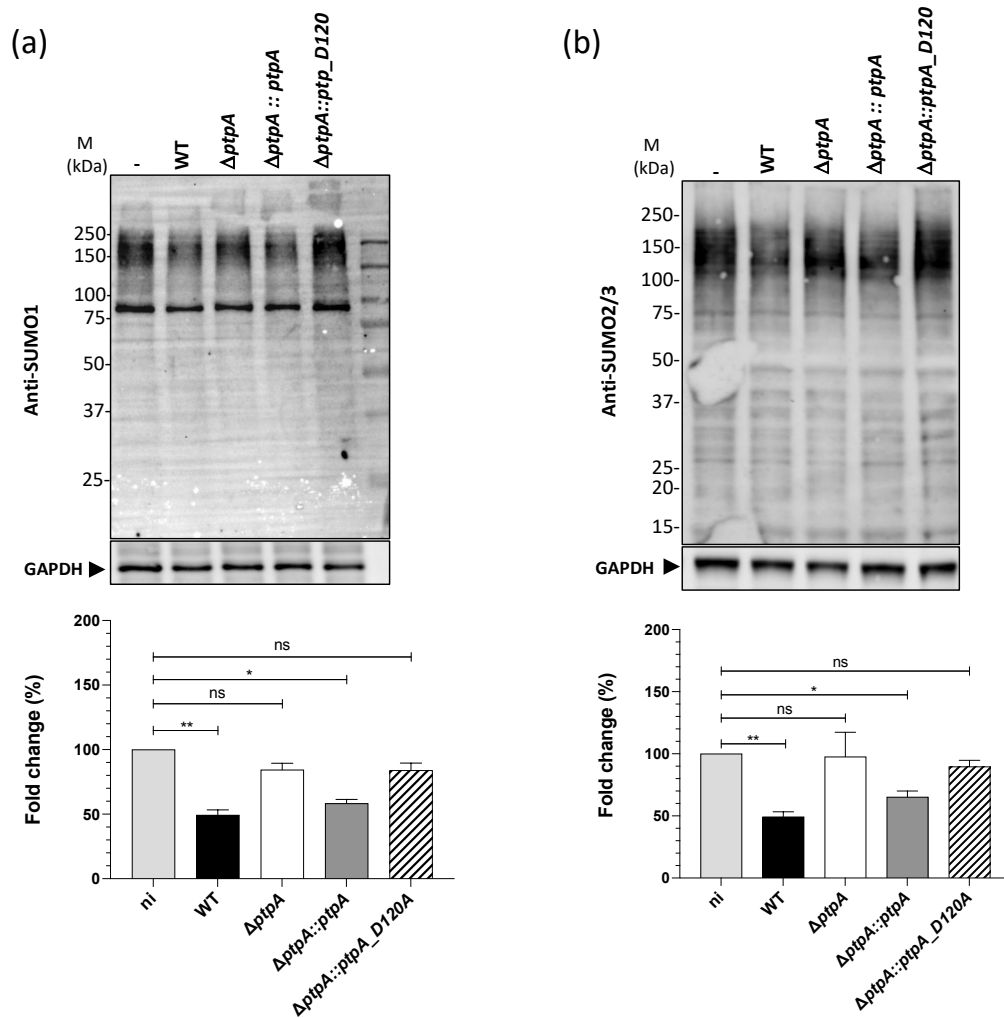 (a)
M
(kDa)
-
WT
ΔptpA
ΔptpA :: ptpA
ΔptpA::ptp_D120
Anti-SUMO1
250-
150-
100-
75-
50-
37-
25-
GAPDH
Fold change (%)
200
150
100
50
0
ns
*
ns
**
ni
WT
ΔptpA
ΔptpA::ptpA
ΔptpA::ptpA_D120A
(b)
M
(kDa)
-
WT
ΔptpA
ΔptpA :: ptpA
ΔptpA::ptpA_D120
Anti-SUMO2/3
250-
150-
100-
50-
37-
25-
20-
15-
GAPDH
Fold change (%)
200
150
100
50
0
ns
*
ns
**
ni
WT
ΔptpA
ΔptpA::ptpA
ΔptpA::ptpA_D120A